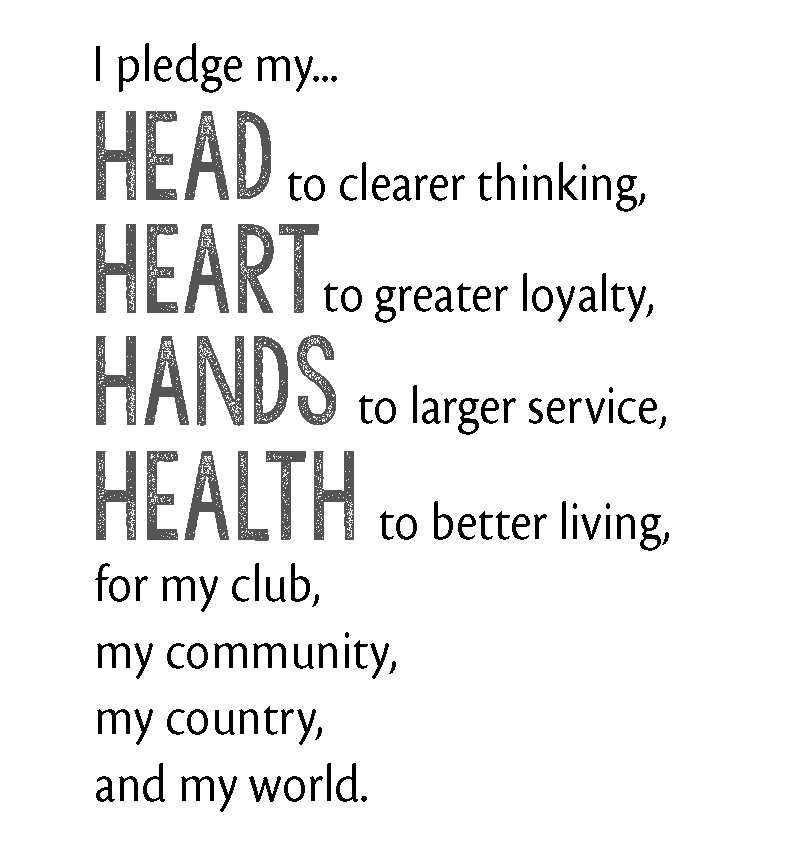 I pledge my...
HEAD to clearer thinking,
HEART to greater loyalty,
HANDS to larger service,
HEALTH to better living,
for my club,
my community,
my country,
and my world.